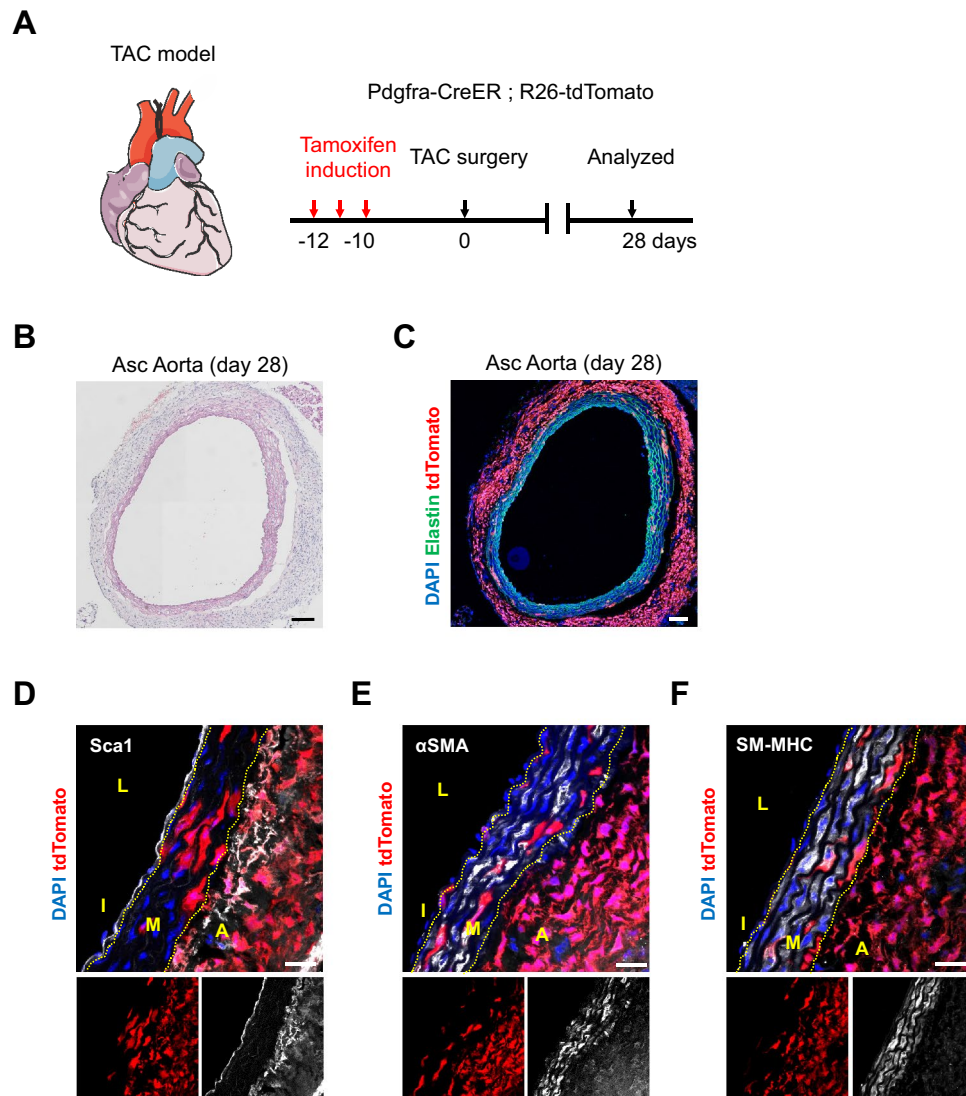 A
TAC model
Pdgfra-CreER ; R26-tdTomato
Tamoxifen
induction
TAC surgery
Analyzed
-12
-10
0
28 days
B
Asc Aorta (day 28)
C
Asc Aorta (day 28)
DAPI Elastin tdTomato
D
Sca1
L
I
M
A
DAPI tdTomato
E
αSMA
L
I
M
A
DAPI tdTomato
F
SM-MHC
L
I
M
A
DAPI tdTomato